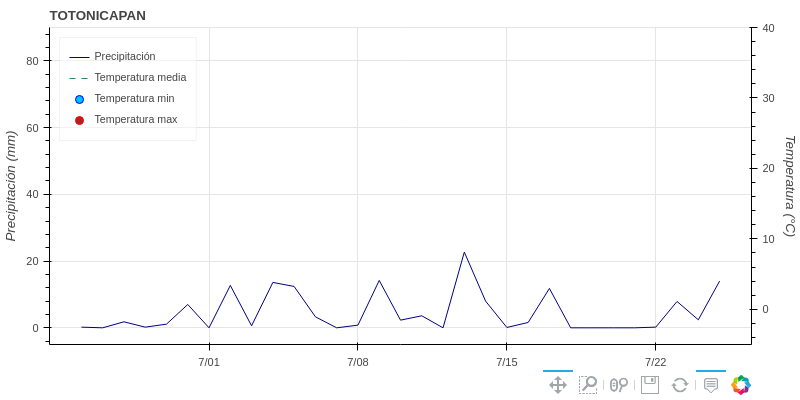 TOTONICAPAN
Precipitación
Temperatura media
Temperatura min
Temperatura max
Precipitación (mm)
80
60
40
20
0
Temperatura (°C)
40
30
20
10
0
7/01
7/08
7/15
7/22